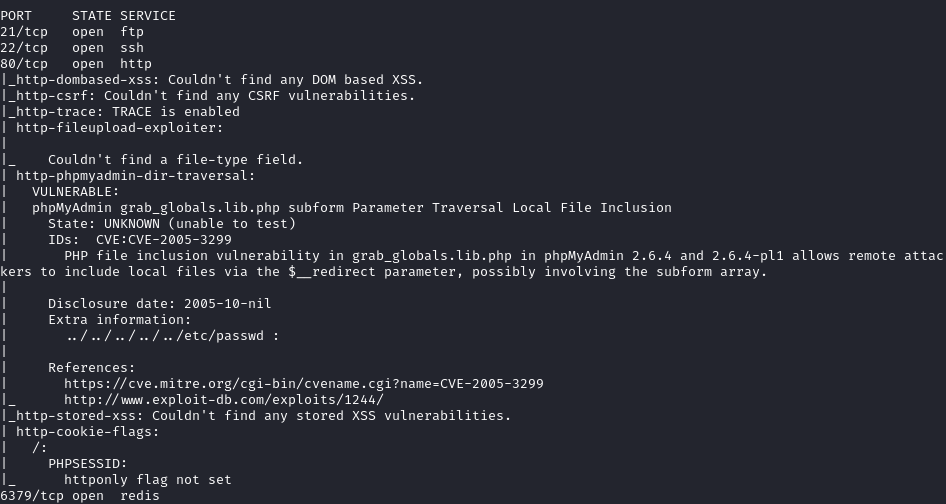 PORT     STATE SERVICE
21/tcp   open  ftp
22/tcp   open  ssh
80/tcp   open  http
|_http-dombased-xss: Couldn't find any DOM based XSS.
|_http-csrf: Couldn't find any CSRF vulnerabilities.
|_http-trace: TRACE is enabled
| http-fileupload-exploiter:
|
|_    Couldn't find a file-type field.
| http-phpmyadmin-dir-traversal:
|   VULNERABLE:
|   phpMyAdmin grab_globals.lib.php subform Parameter Traversal Local File Inclusion
|     State: UNKNOWN (unable to test)
|     IDs:  CVE:CVE-2005-3299
|       PHP file inclusion vulnerability in grab_globals.lib.php in phpMyAdmin 2.6.4 and 2.6.4-pl1 allows remote attac
kers to include local files via the $__redirect parameter, possibly involving the subform array.
|
|     Disclosure date: 2005-10-nil
|     Extra information:
|       ../../../../../etc/passwd :
|
|     References:
|       https://cve.mitre.org/cgi-bin/cvename.cgi?name=CVE-2005-3299
|_      http://www.exploit-db.com/exploits/1244/
|_http-stored-xss: Couldn't find any stored XSS vulnerabilities.
| http-cookie-flags:
|   /:
|     PHPSESSID:
|_      httponly flag not set
6379/tcp open  redis